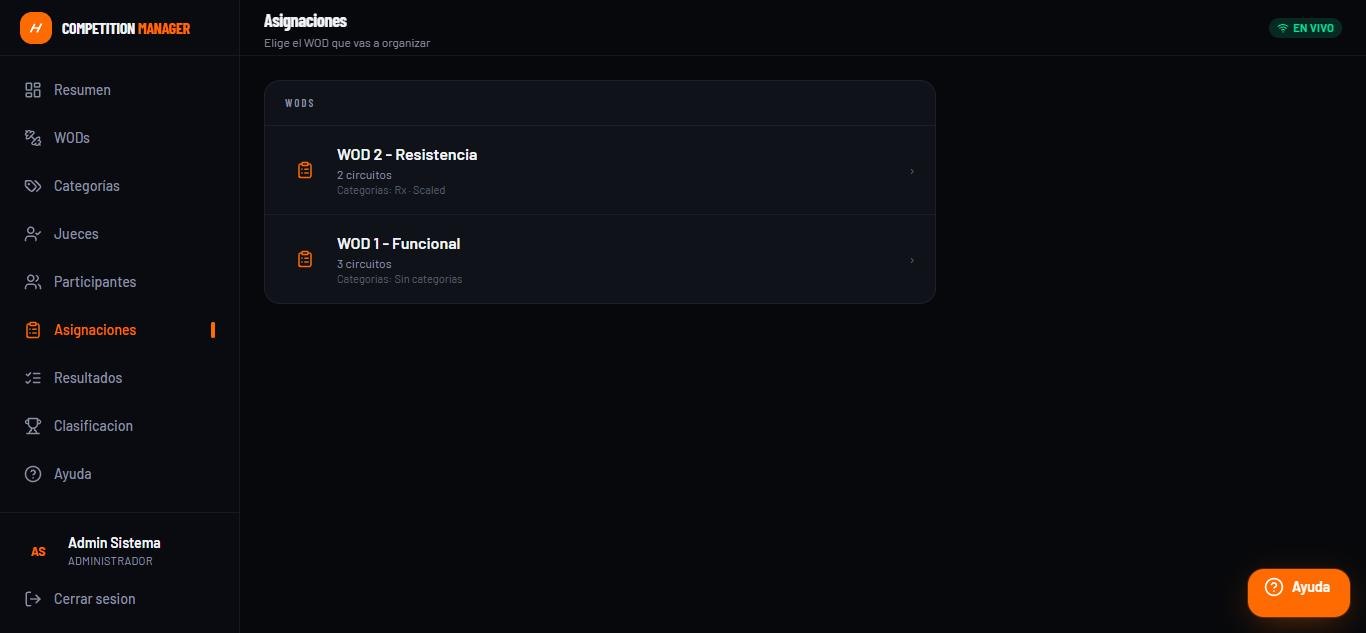 COMPETITION MANAGER
Resumen
WODs
Categorías
Jueces
Participantes
Asignaciones
Resultados
Clasificacion
Ayuda
AS
Admin Sistema
ADMINISTRADOR
Cerrar sesion
Asignaciones
Elige el WOD que vas a organizar
EN VIVO
WODS
WOD 2 - Resistencia
2 circuitos
Categorias: Rx · Scaled
WOD 1 - Funcional
3 circuitos
Categorias: Sin categorias
Ayuda